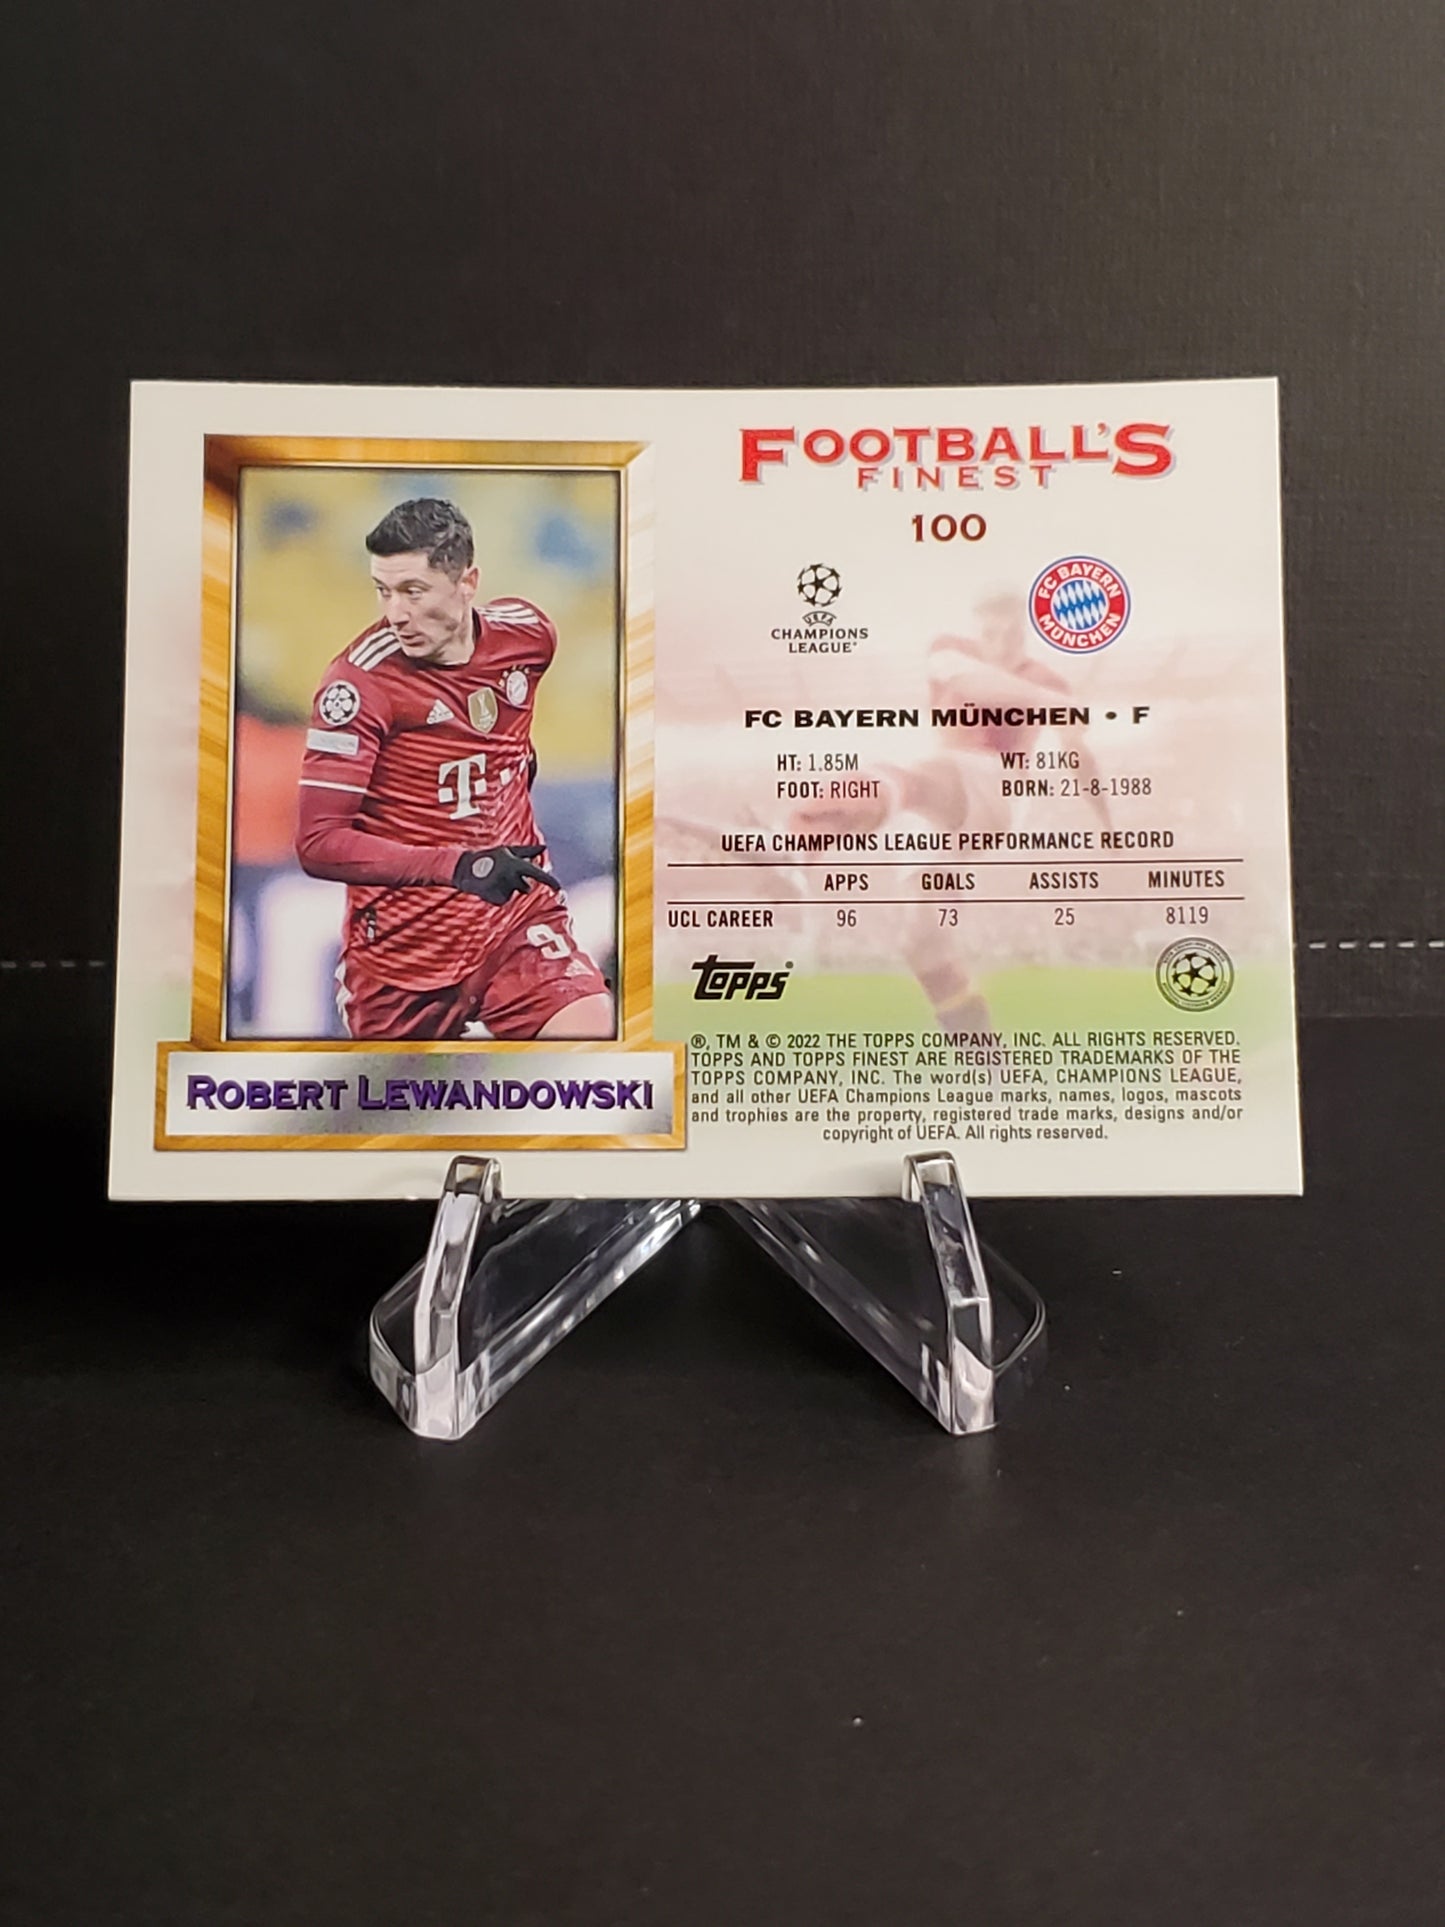 FOOTBALL'S
FINEST
100
UEFA
CHAMPIONS
LEAGUE
FC BAYERN
MÜNCHEN
FC BAYERN MÜNCHEN • F
HT: 1.85M WT: 81KG
FOOT: RIGHT BORN: 21-8-1988
UEFA CHAMPIONS LEAGUE PERFORMANCE RECORD
APPS GOALS ASSISTS MINUTES
UCL CAREER 96 73 25 8119
TOPPS®
®, TM & © 2022 THE TOPPS COMPANY, INC. ALL RIGHTS RESERVED.
TOPPS AND TOPPS FINEST ARE REGISTERED TRADEMARKS OF THE
TOPPS COMPANY, INC. The word(s) UEFA, CHAMPIONS LEAGUE,
and all other UEFA Champions League marks, names, logos, mascots
and trophies are the property, registered trade marks, designs and/or
copyright of UEFA. All rights reserved.
T
9
ROBERT LEWANDOWSKI